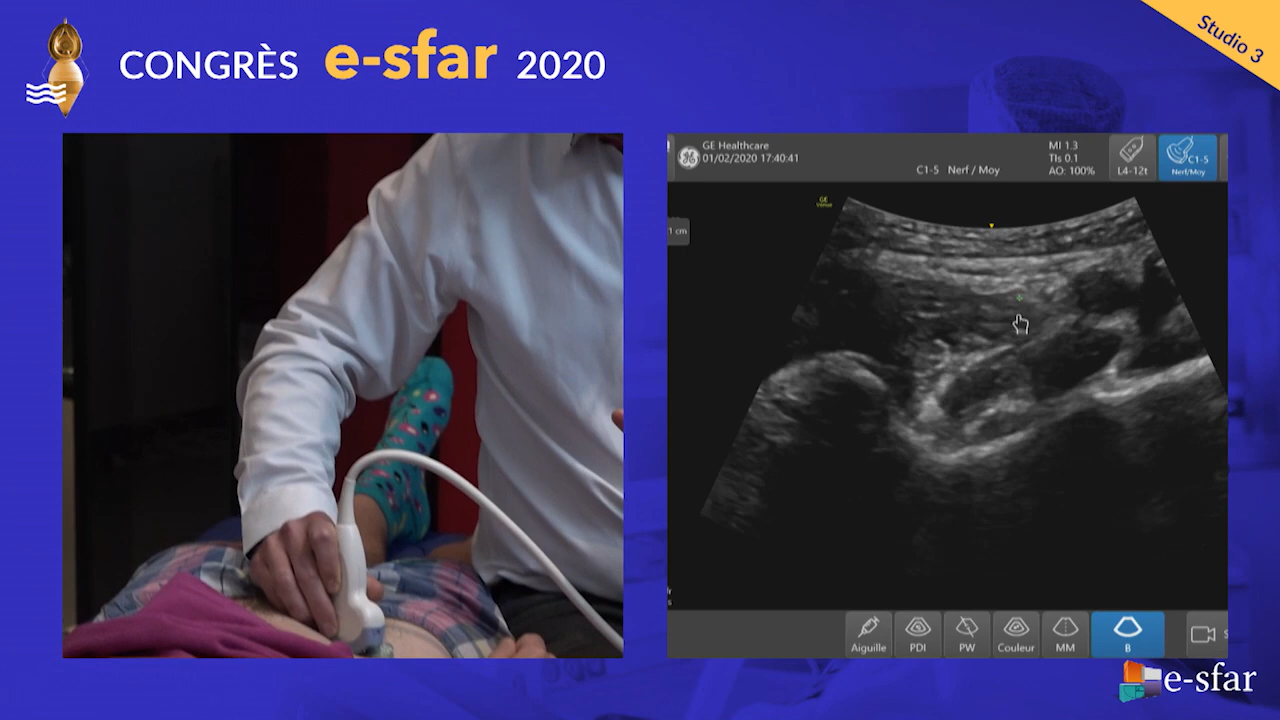 CONGRÈS e-sfar 2020
Studio 3
GE Healthcare
01/02/2020 17:40:41
C1-5 Nerf / Moy
MI 1.3
TIs 0.1
AO: 100%
L4-12t
C1-5
Nerf/Moy
GE
Venue
1 cm
Aiguille
PDI
PW
Couleur
MM
B
e-sfar